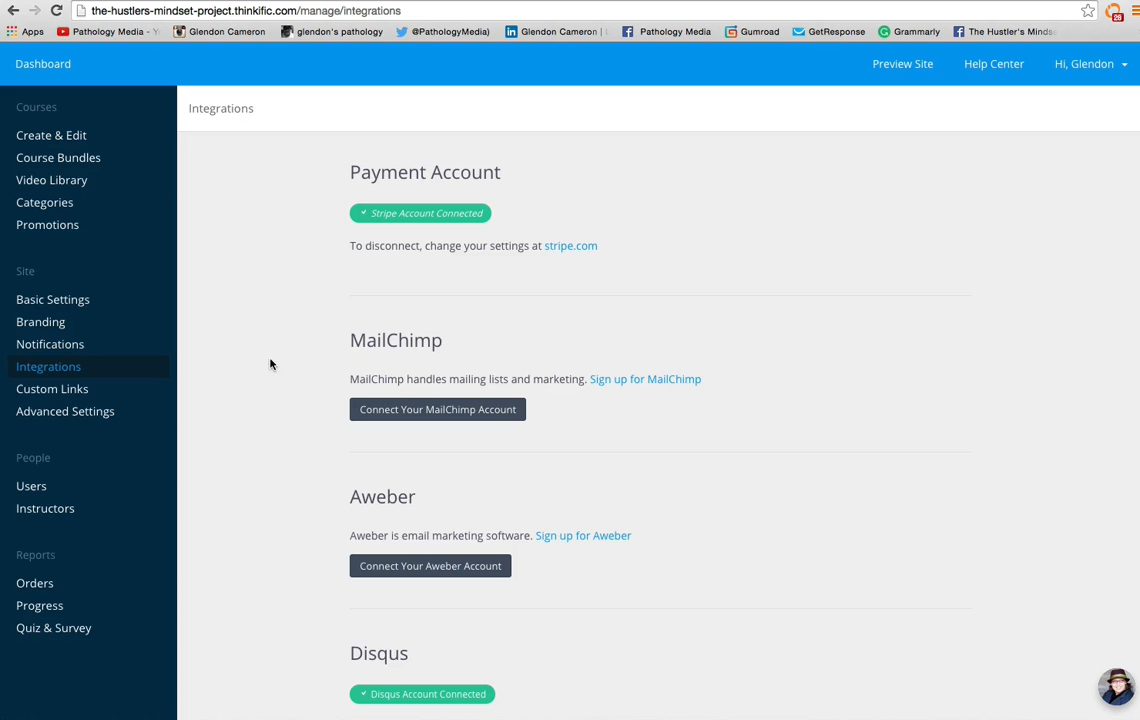 the-hustlers-mindset-project.thinkific.com/manage/integrations
Apps Pathology Media - Y Glendon Cameron glendon's pathology @PathologyMedia) Glendon Cameron | Pathology Media Gumroad GetResponse Grammarly The Hustler's Minds
28
Dashboard Preview Site Help Center Hi, Glendon
Courses
Create & Edit
Course Bundles
Video Library
Categories
Promotions
Site
Basic Settings
Branding
Notifications
Integrations
Custom Links
Advanced Settings
People
Users
Instructors
Reports
Orders
Progress
Quiz & Survey
Integrations
Payment Account
Stripe Account Connected
To disconnect, change your settings at stripe.com
MailChimp
MailChimp handles mailing lists and marketing. Sign up for MailChimp
Connect Your MailChimp Account
Aweber
Aweber is email marketing software. Sign up for Aweber
Connect Your Aweber Account
Disqus
Disqus Account Connected